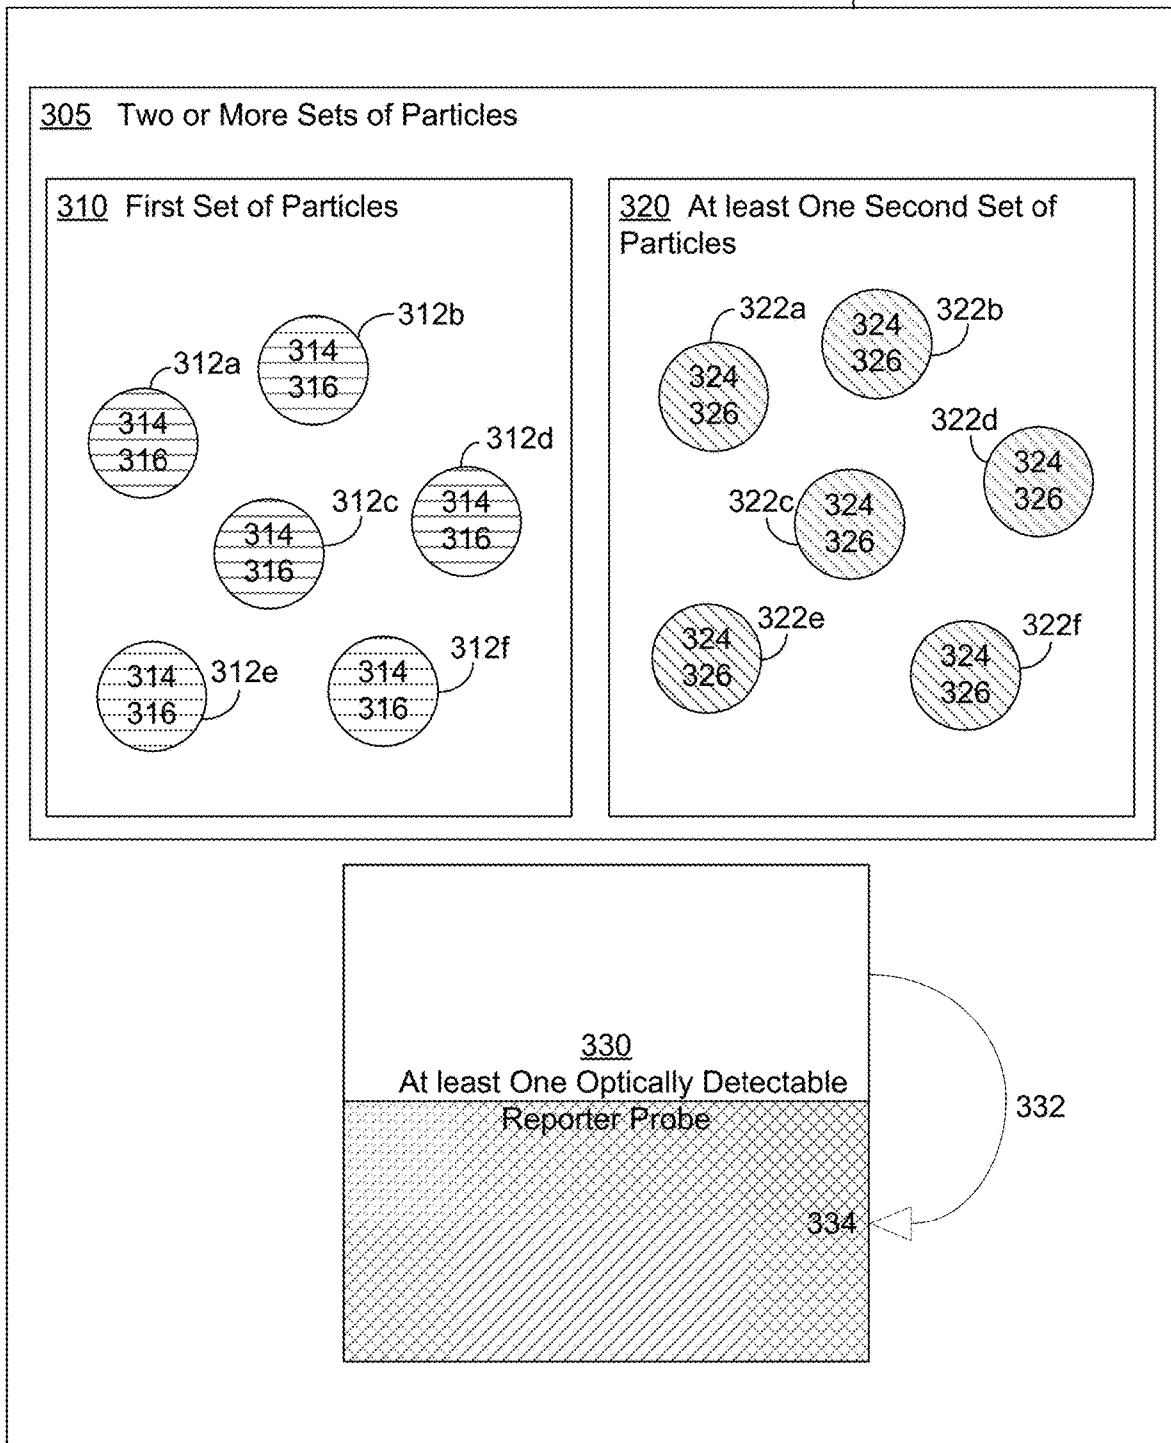 305 Two or More Sets of Particles
310 First Set of Particles
312a
314
316
312b
314
316
312c
314
316
312d
314
316
312e
314
316
312f
314
316
320 At least One Second Set of
Particles
322a
324
326
322b
324
326
322c
324
326
322d
324
326
322e
324
326
322f
324
326
330
At least One Optically Detectable
Reporter Probe
332
334